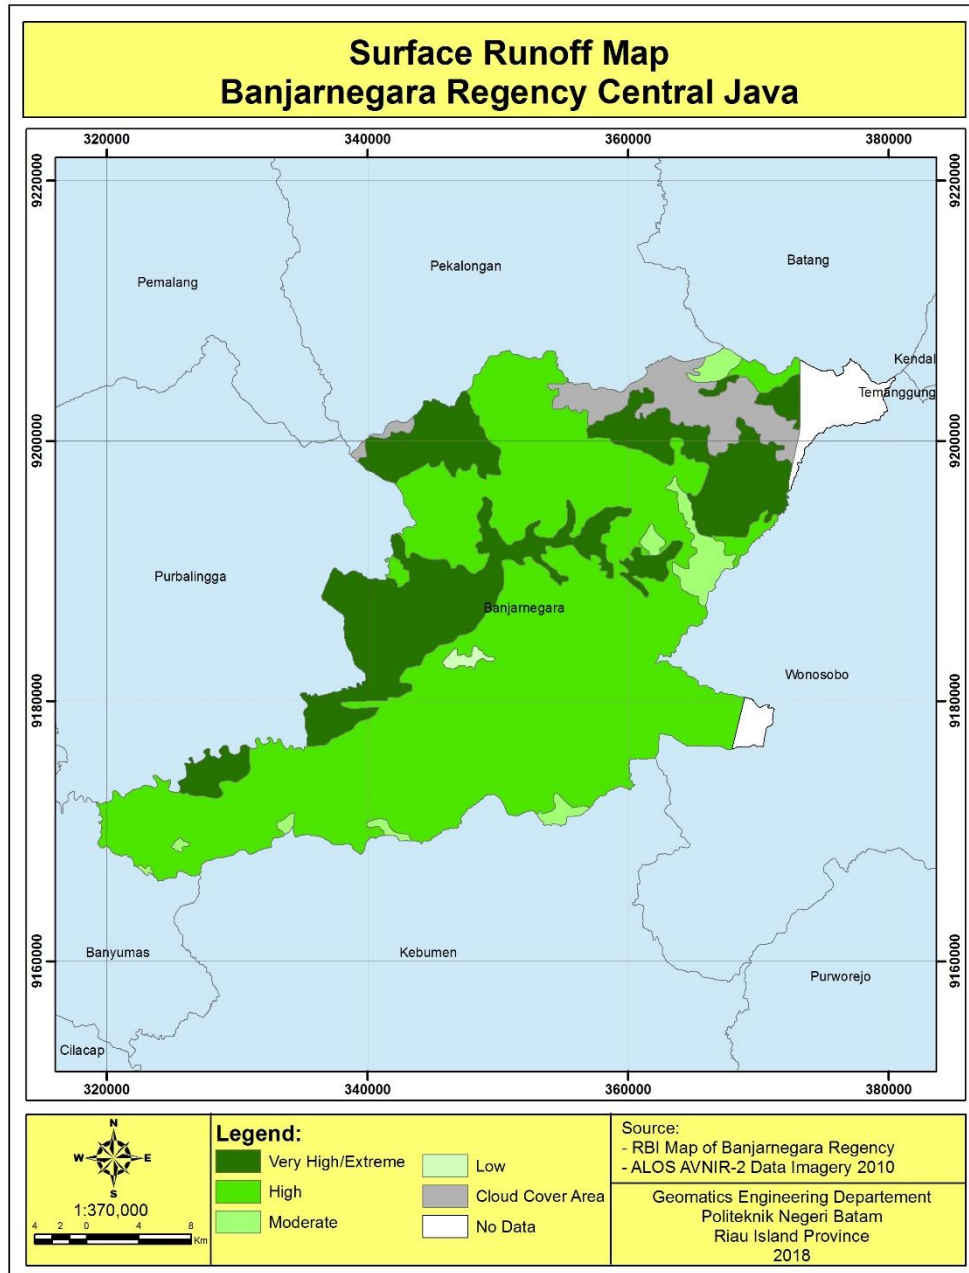 Surface Runoff Map
Banjarnegara Regency Central Java
320000 340000 360000 380000
9220000 9220000
Batang
Pekalongan
Pemalang
Kendal
Temanggung
9200000 9200000
Purbalingga
Banjarnegara
Wonosobo
9180000 9180000
Banyumas Kebumen
9160000 9160000
Purworejo
Cilacap
320000 340000 360000 380000
N
W E
S
1:370,000
4 2 0 4 8
Km
Legend:
Very High/Extreme
High
Moderate
Low
Cloud Cover Area
No Data
Source:
- RBI Map of Banjarnegara Regency
- ALOS AVNIR-2 Data Imagery 2010
Geomatics Engineering Departement
Politeknik Negeri Batam
Riau Island Province
2018